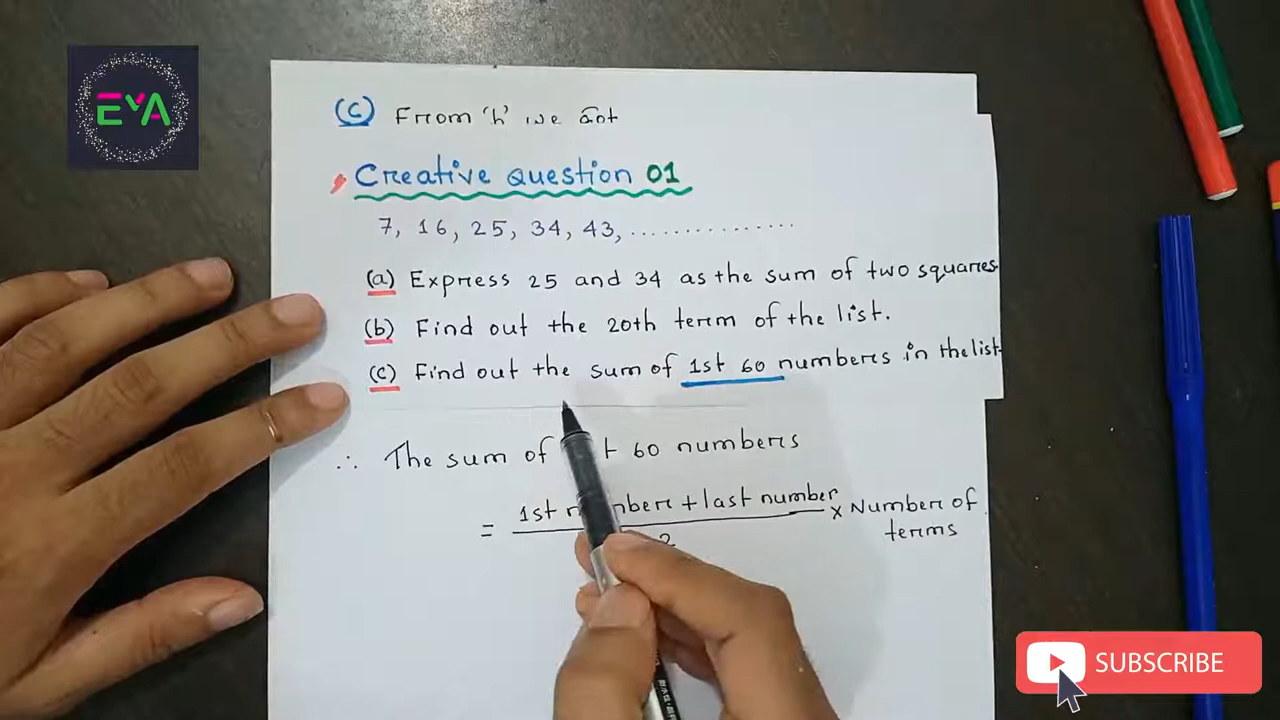 EYA
(c) From 'b' we got
Creative question 01
7, 16, 25, 34, 43, ...............
(a) Express 25 and 34 as the sum of two squares.
(b) Find out the 20th term of the list.
(c) Find out the sum of 1st 60 numbers in the list.
∴ The sum of t 60 numbers
= 1st number + last number × Number of terms
2
SUBSCRIBE